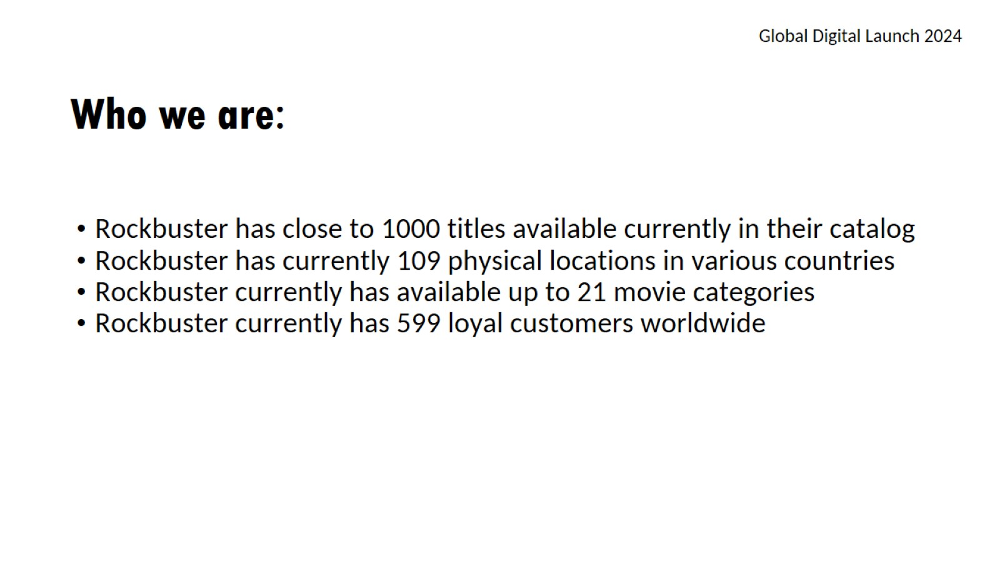 Global Digital Launch 2024
Who we are:
• Rockbuster has close to 1000 titles available currently in their catalog
• Rockbuster has currently 109 physical locations in various countries
• Rockbuster currently has available up to 21 movie categories
• Rockbuster currently has 599 loyal customers worldwide